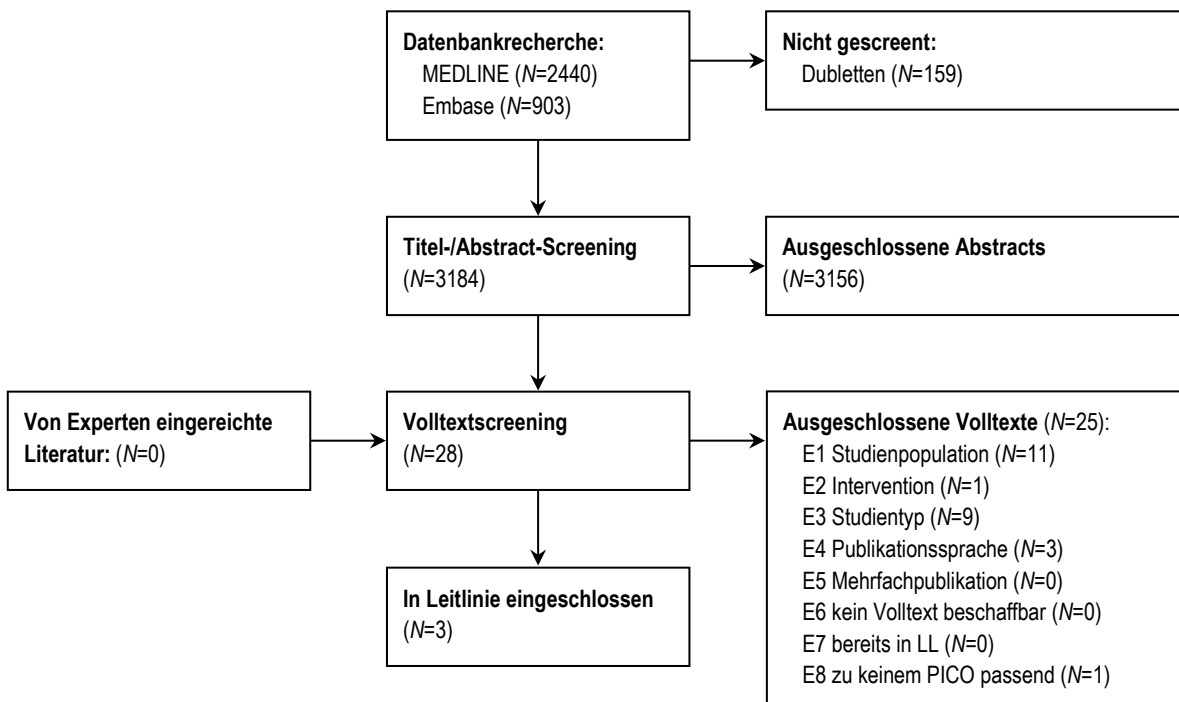 Datenbankrecherche:
MEDLINE (N=2440)
Embase (N=903)
Nicht gescreent:
Dubletten (N=159)
Titel-/Abstract-Screening
(N=3184)
Ausgeschlossene Abstracts
(N=3156)
Von Experten eingereichte
Literatur: (N=0)
Volltextscreening
(N=28)
Ausgeschlossene Volltexte (N=25):
E1 Studienpopulation (N=11)
E2 Intervention (N=1)
E3 Studientyp (N=9)
E4 Publikationssprache (N=3)
E5 Mehrfachpublikation (N=0)
E6 kein Volltext beschaffbar (N=0)
E7 bereits in LL (N=0)
E8 zu keinem PICO passend (N=1)
In Leitlinie eingeschlossen
(N=3)